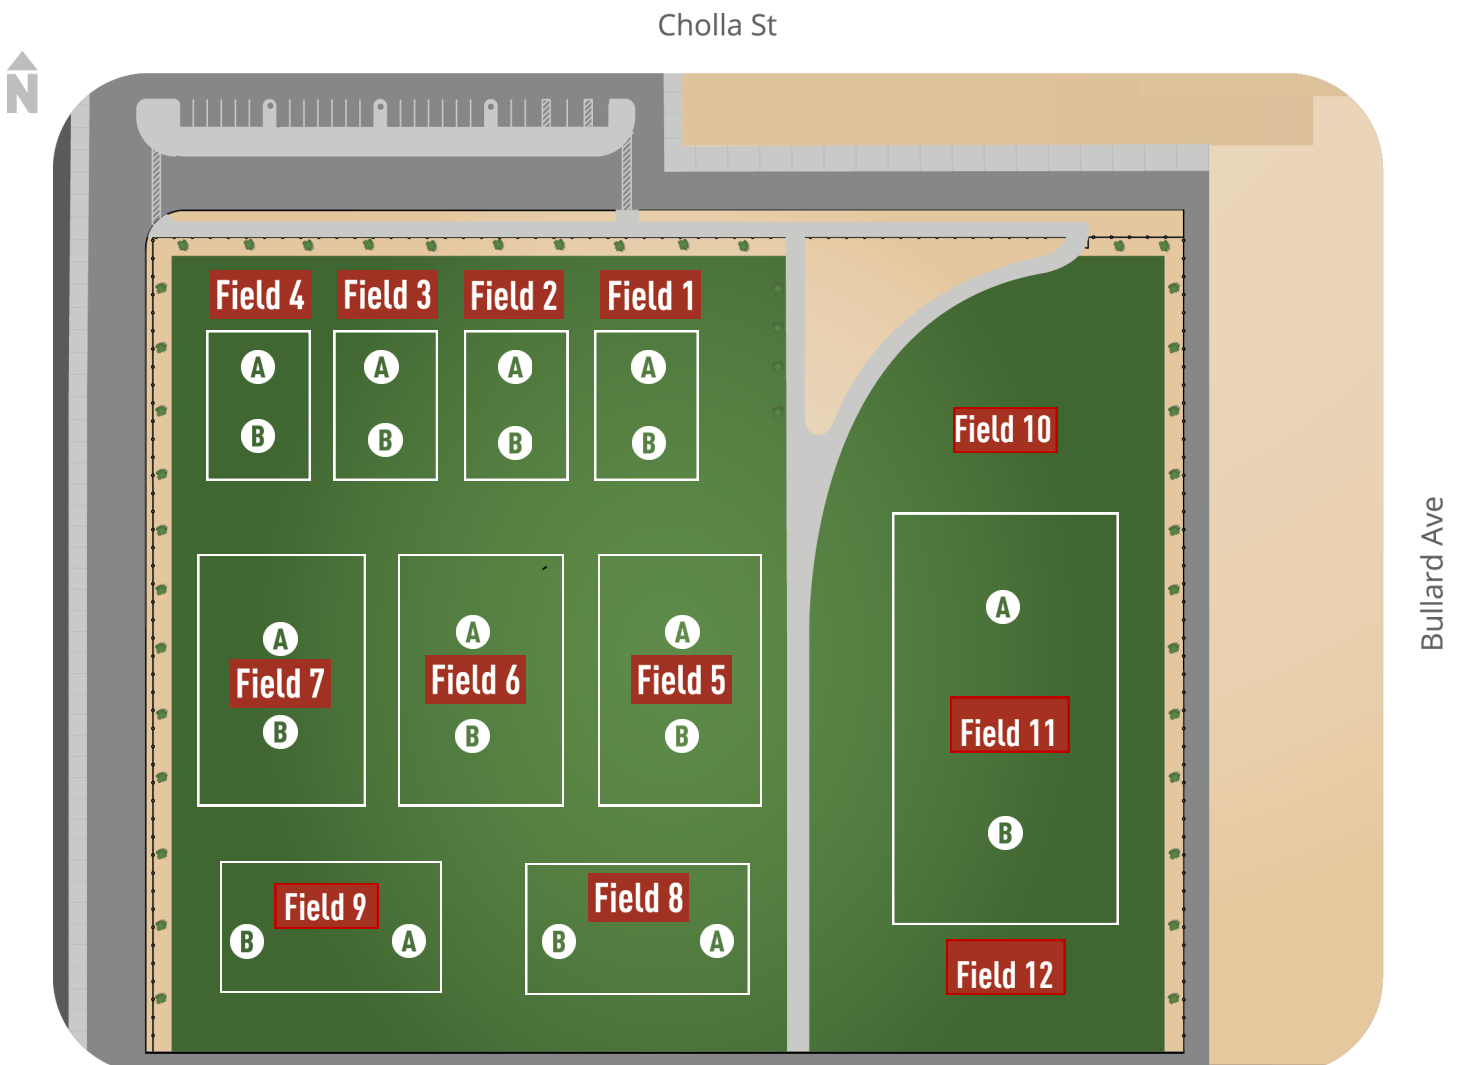 Cholla St
N
Field 4
Field 3
Field 2
Field 1
A
A
A
A
B
B
B
B
Field 10
A
A
A
Field 7
Field 6
Field 5
B
B
B
A
Field 11
B
Field 9
B
A
Field 8
B
A
Field 12
Bullard Ave